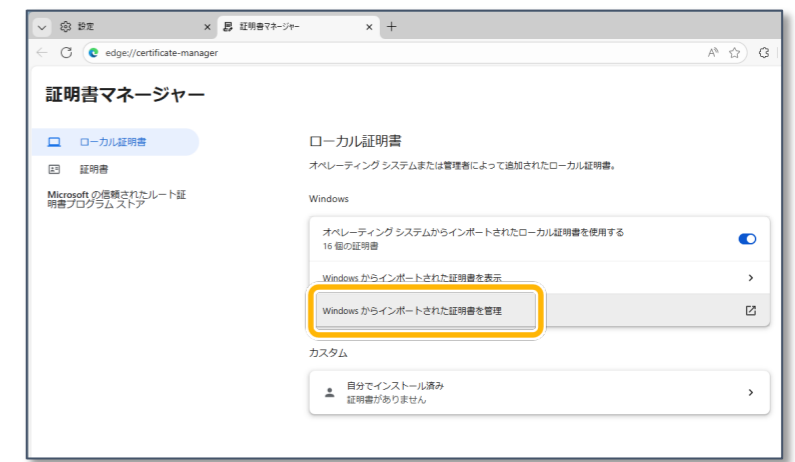 設定
証明書マネージャー
edge://certificate-manager
証明書マネージャー
ローカル証明書
証明書
Microsoft の信頼されたルート証
明書プログラム ストア
ローカル証明書
オペレーティング システムまたは管理者によって追加されたローカル証明書。
Windows
オペレーティング システムからインポートされたローカル証明書を使用する
16 個の証明書
Windows からインポートされた証明書を表示
Windows からインポートされた証明書を管理
カスタム
自分でインストール済み
証明書がありません